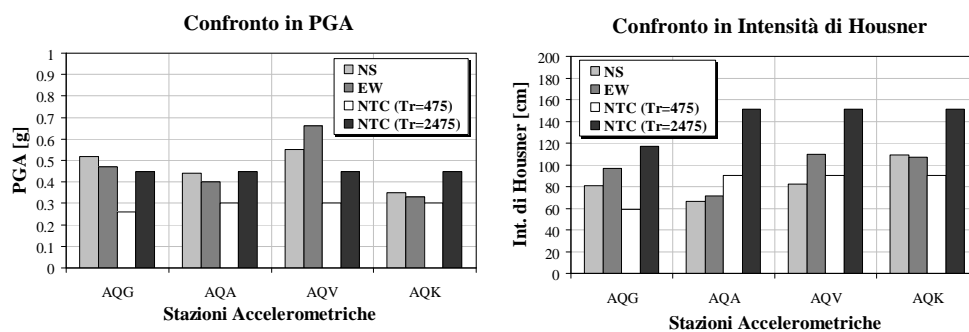 Confronto in PGA
1
0.9
0.8
0.7
0.6
0.5
0.4
0.3
0.2
0.1
0
PGA [g]
NS
EW
NTC (Tr=475)
NTC (Tr=2475)
AQG AQA AQV AQK
Stazioni Accelerometriche
Confronto in Intensità di Housner
200
180
160
140
120
100
80
60
40
20
0
Int. di Housner [cm]
NS
EW
NTC (Tr=475)
NTC (Tr=2475)
AQG AQA AQV AQK
Stazioni Accelerometriche